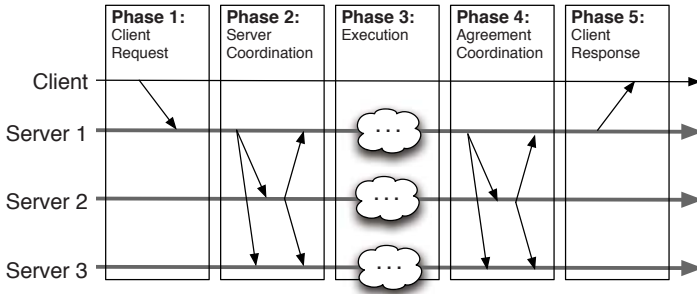 Phase 1:
Client
Request
Phase 2:
Server
Coordination
Phase 3:
Execution
Phase 4:
Agreement
Coordination
Phase 5:
Client
Response
Client
Server 1
...
Server 2
...
Server 3
...